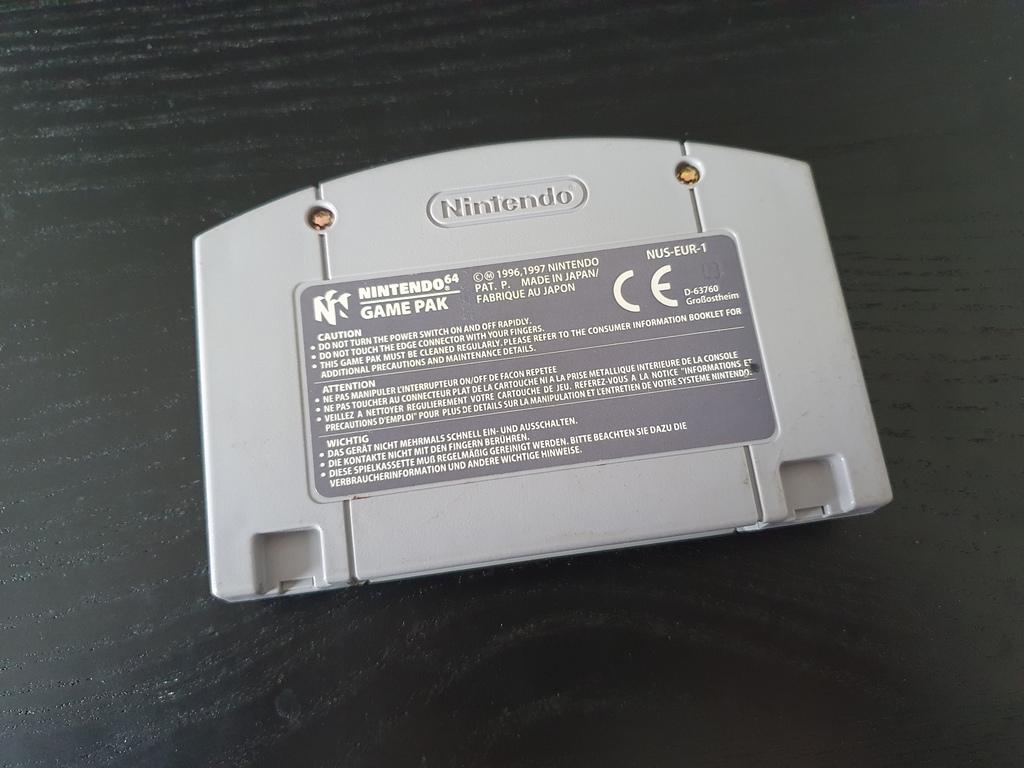 Nintendo®
NINTENDO®64
GAME PAK
©Ⓜ 1996,1997 NINTENDO
PAT. P. MADE IN JAPAN/
FABRIQUE AU JAPON
NUS-EUR-1
CE
D-63760
Großostheim
CAUTION
• DO NOT TURN THE POWER SWITCH ON AND OFF RAPIDLY.
• DO NOT TOUCH THE EDGE CONNECTOR WITH YOUR FINGERS.
• THIS GAME PAK MUST BE CLEANED REGULARLY. PLEASE REFER TO THE CONSUMER INFORMATION BOOKLET FOR
ADDITIONAL PRECAUTIONS AND MAINTENANCE DETAILS.
ATTENTION
• NE PAS MANIPULER L'INTERRUPTEUR ON/OFF DE FACON REPETEE
• NE PAS TOUCHER AU CONNECTEUR PLAT DE LA CARTOUCHE NI A LA PRISE METALLIQUE INTERIEURE DE LA CONSOLE
• VEILLEZ A NETTOYER REGULIEREMENT VOTRE CARTOUCHE DE JEU. REFEREZ-VOUS A LA NOTICE "INFORMATIONS ET
PRECAUTIONS D'EMPLOI" POUR PLUS DE DETAILS SUR LA MANIPULATION ET L'ENTRETIEN DE VOTRE SYSTEME NINTENDO.
WICHTIG
• DAS GERÄT NICHT MEHRMALS SCHNELL EIN- UND AUSSCHALTEN.
• DIE KONTAKTE NICHT MIT DEN FINGERN BERÜHREN.
• DIESE SPIELKASSETTE MUß REGELMÄßIG GEREINIGT WERDEN. BITTE BEACHTEN SIE DAZU DIE
VERBRAUCHERINFORMATION UND ANDERE WICHTIGE HINWEISE.